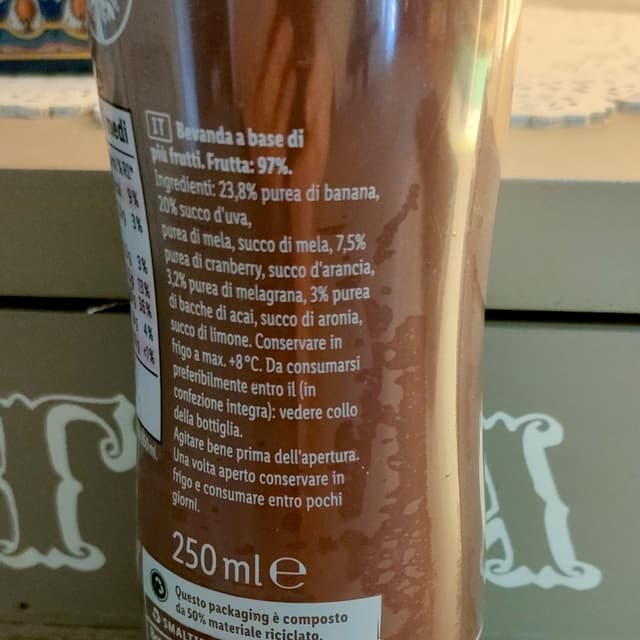 IT Bevanda a base di
più frutti. Frutta: 97%.
Ingredienti: 23,8% purea di banana,
20% succo d'uva,
purea di mela, succo di mela, 7,5%
purea di cranberry, succo d'arancia,
3,2% purea di melagrana, 3% purea
di bacche di acai, succo di aronia,
succo di limone. Conservare in
frigo a max. +8°C. Da consumarsi
preferibilmente entro il (in
confezione integra): vedere collo
della bottiglia.
Agitare bene prima dell'apertura.
Una volta aperto conservare in
frigo e consumare entro pochi
giorni.
250 ml e
Questo packaging è composto
da 50% materiale riciclato.